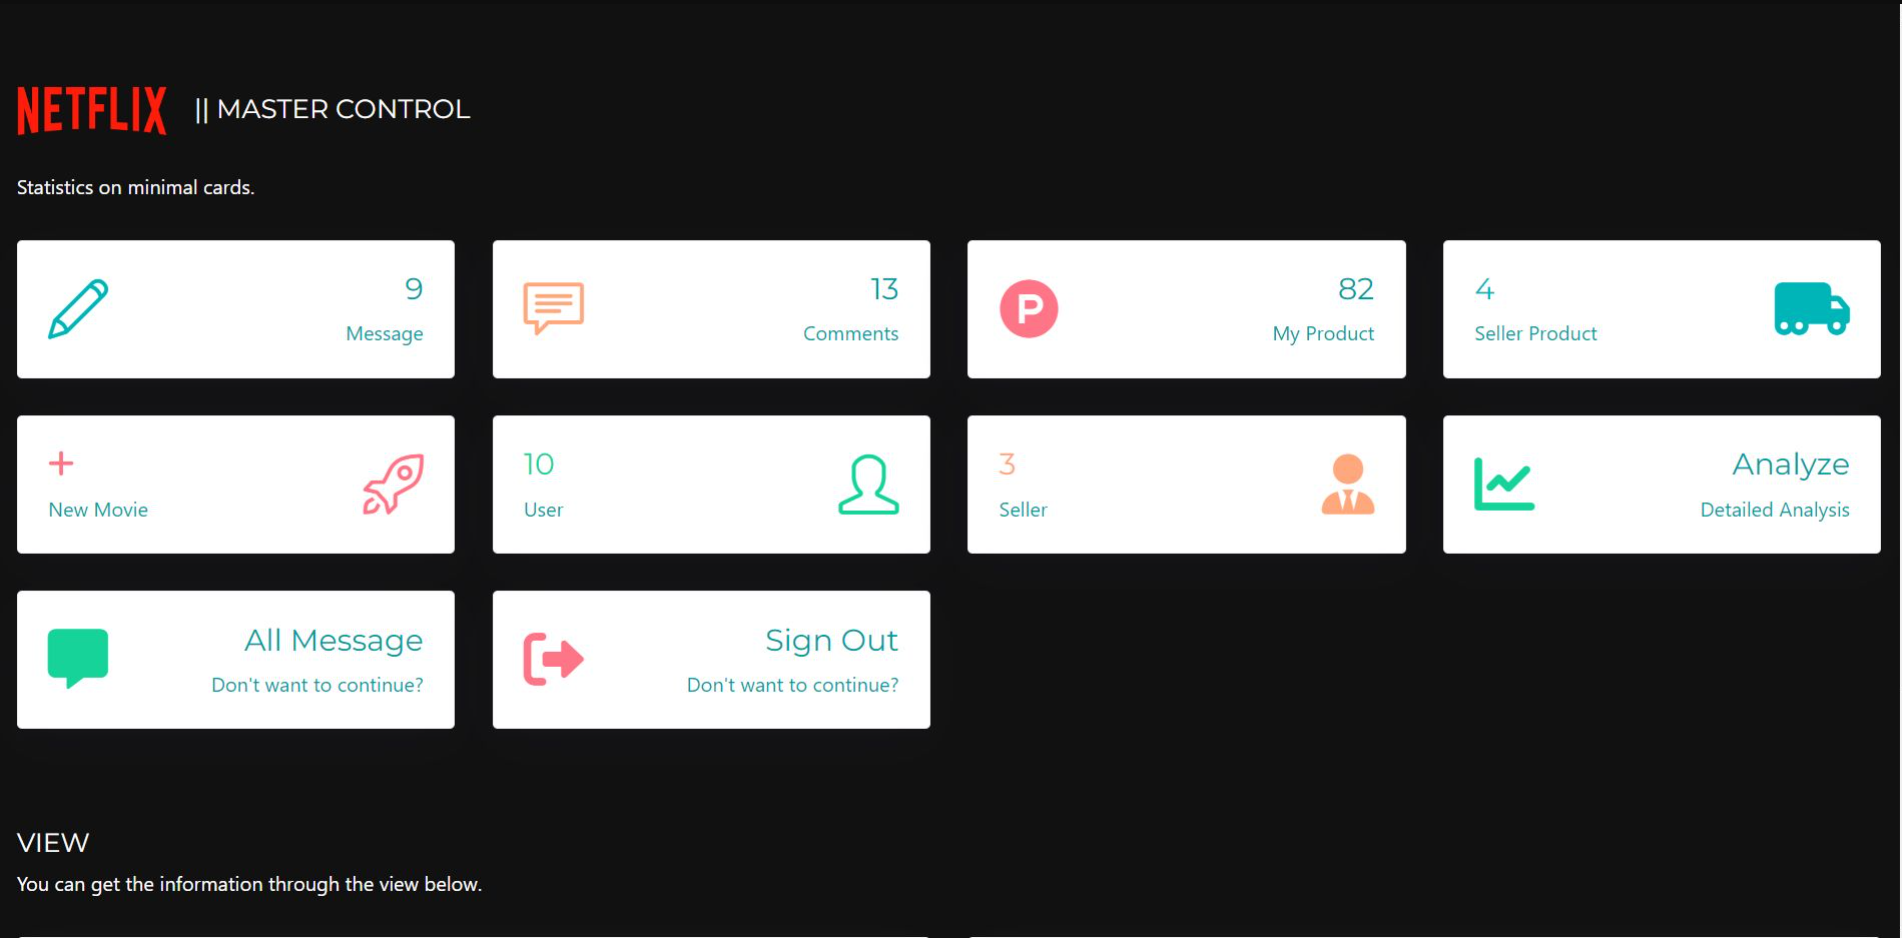 NETFLIX || MASTER CONTROL
Statistics on minimal cards.
9
Message
13
Comments
P
82
My Product
4
Seller Product
+
New Movie
10
User
3
Seller
Analyze
Detailed Analysis
All Message
Don't want to continue?
Sign Out
Don't want to continue?
VIEW
You can get the information through the view below.